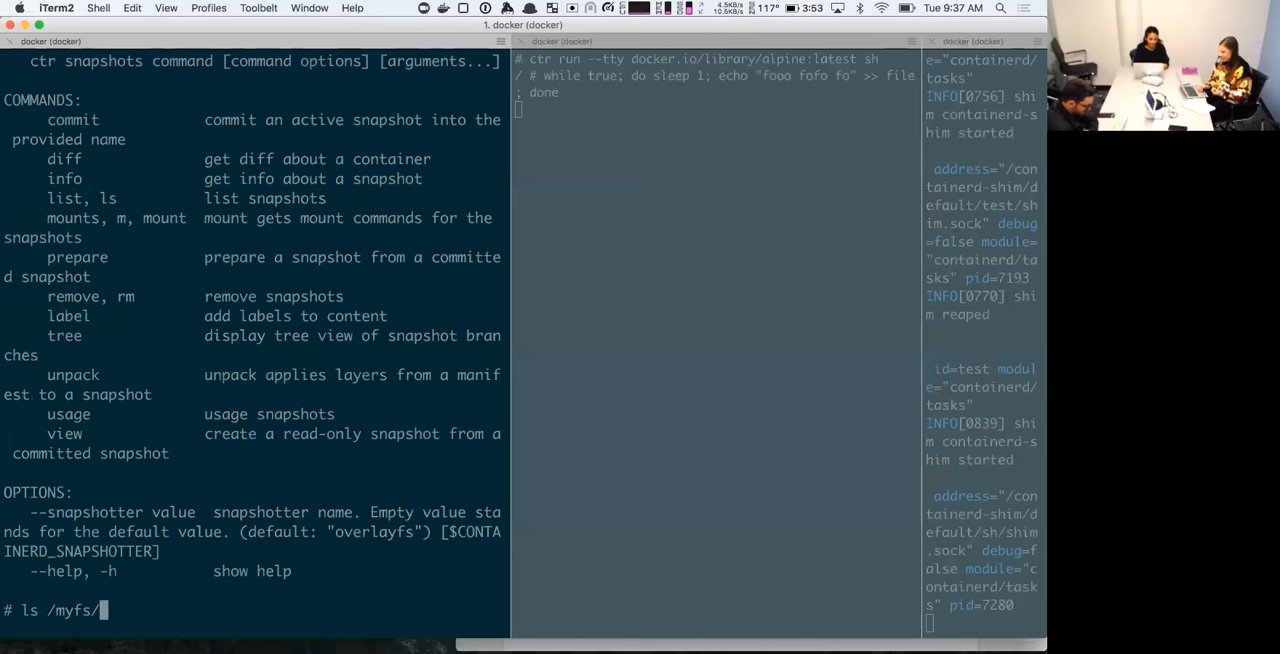 iTerm2 Shell Edit View Profiles Toolbelt Window Help 4.5KB/s 10.5KB/s 117° 3:53 Tue 9:37 AM
1. docker (docker)
docker (docker)
ctr snapshots command [command options] [arguments...]
COMMANDS:
commit commit an active snapshot into the
provided name
diff get diff about a container
info get info about a snapshot
list, ls list snapshots
mounts, m, mount mount gets mount commands for the
snapshots
prepare prepare a snapshot from a committe
d snapshot
remove, rm remove snapshots
label add labels to content
tree display tree view of snapshot bran
ches
unpack unpack applies layers from a manif
est to a snapshot
usage usage snapshots
view create a read-only snapshot from a
committed snapshot
OPTIONS:
--snapshotter value snapshotter name. Empty value sta
nds for the default value. (default: "overlayfs") [$CONTA
INERD_SNAPSHOTTER]
--help, -h show help
# ls /myfs/
docker (docker)
# ctr run --tty docker.io/library/alpine:latest sh
/ # while true; do sleep 1; echo "fooo fofo fo" >> file
; done
docker (docker)
e="containerd/
tasks"
INFO[0756] shi
m containerd-s
him started
address="/con
tainerd-shim/d
efault/test/sh
im.sock" debug
=false module=
"containerd/ta
sks" pid=7193
INFO[0770] shi
m reaped
id=test modul
e="containerd/
tasks"
INFO[0839] shi
m containerd-s
him started
address="/con
tainerd-shim/d
efault/sh/shim
.sock" debug=f
alse module="c
ontainerd/task
s" pid=7280